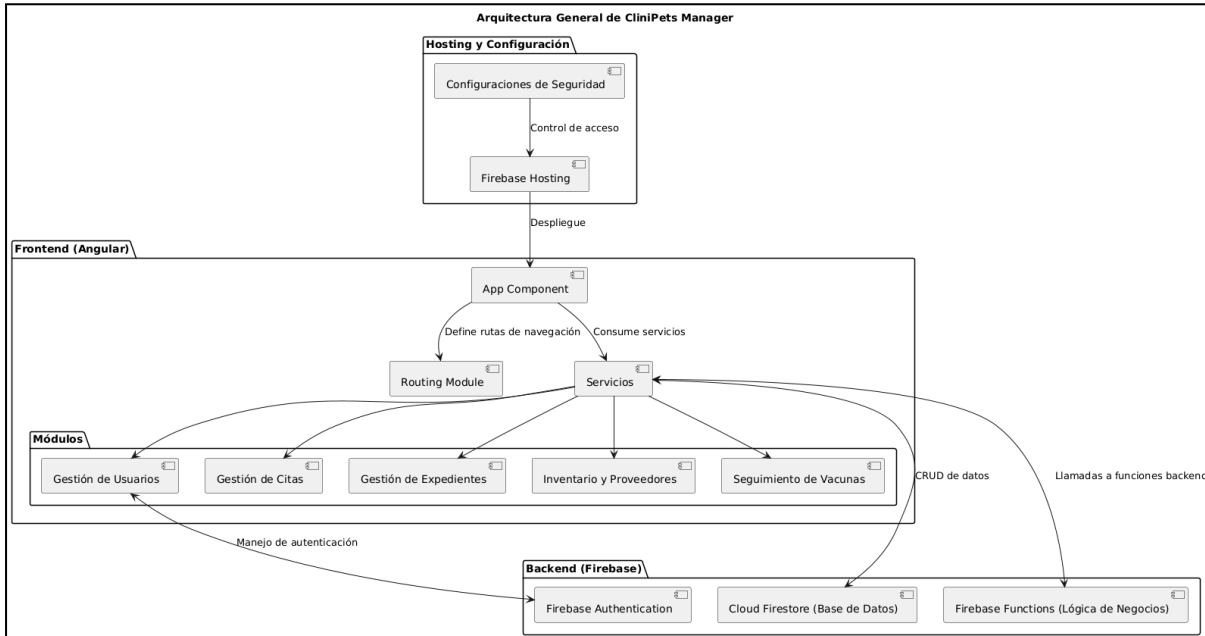 Arquitectura General de CliniPets Manager
Hosting y Configuración
Configuraciones de Seguridad
Control de acceso
Firebase Hosting
Despliegue
Frontend (Angular)
App Component
Define rutas de navegación
Consume servicios
Routing Module
Servicios
Módulos
Gestión de Usuarios
Gestión de Citas
Gestión de Expedientes
Inventario y Proveedores
Seguimiento de Vacunas
CRUD de datos
Llamadas a funciones backend
Manejo de autenticación
Backend (Firebase)
Firebase Authentication
Cloud Firestore (Base de Datos)
Firebase Functions (Lógica de Negocios)